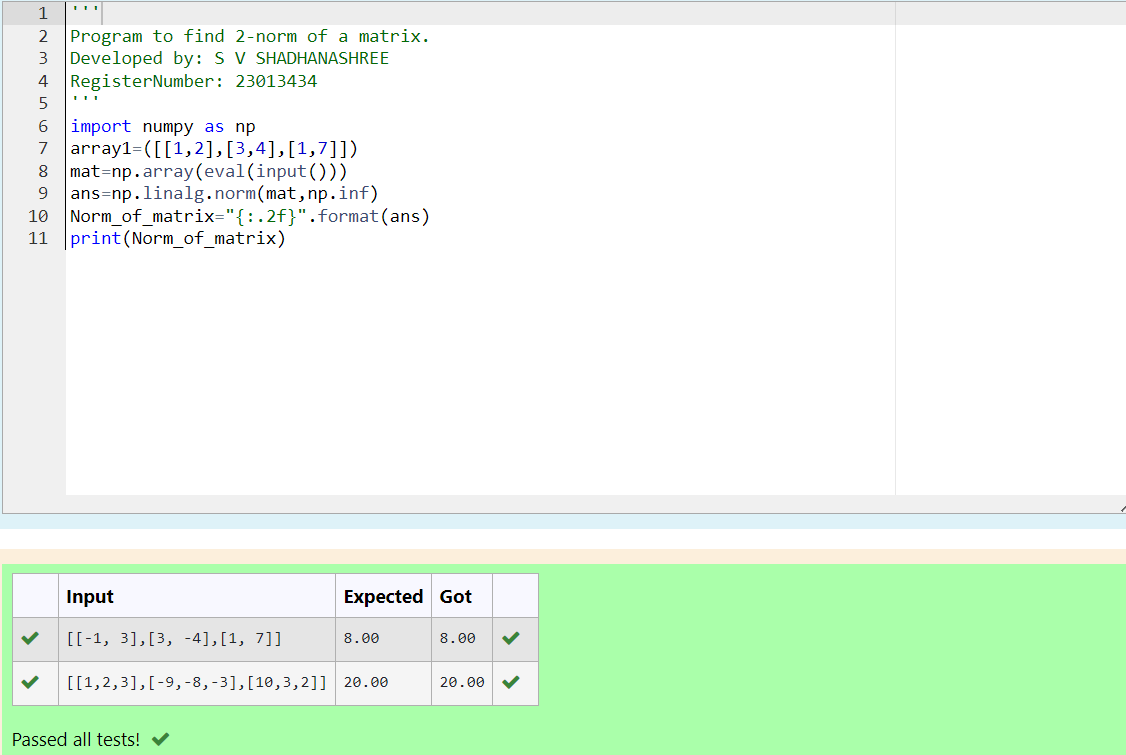 1 '''
2 Program to find 2-norm of a matrix.
3 Developed by: S V SHADHANASHREE
4 RegisterNumber: 23013434
5 '''
6 import numpy as np
7 array1=([[1,2],[3,4],[1,7]])
8 mat=np.array(eval(input()))
9 ans=np.linalg.norm(mat,np.inf)
10 Norm_of_matrix="{:.2f}".format(ans)
11 print(Norm_of_matrix)
Input Expected Got
[[-1, 3],[3, -4],[1, 7]] 8.00 8.00
[[1,2,3],[-9,-8,-3],[10,3,2]] 20.00 20.00
Passed all tests!